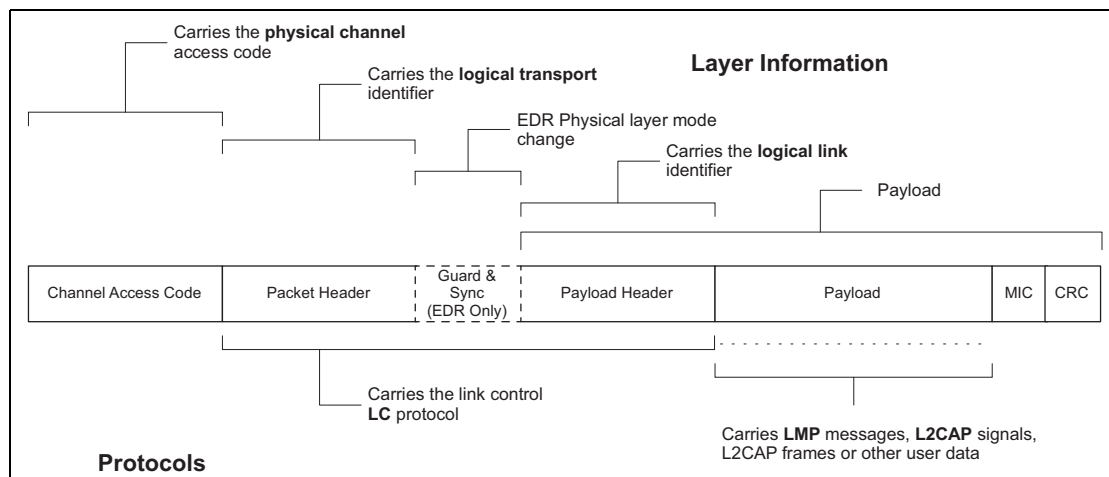 Carries the physical channel
access code
Carries the logical transport
identifier
Layer Information
EDR Physical layer mode
change
Carries the logical link
identifier
Payload
Channel Access Code
Packet Header
Guard &
Sync
(EDR Only)
Payload Header
Payload
MIC
CRC
Carries the link control
LC protocol
Carries LMP messages, L2CAP signals,
L2CAP frames or other user data
Protocols